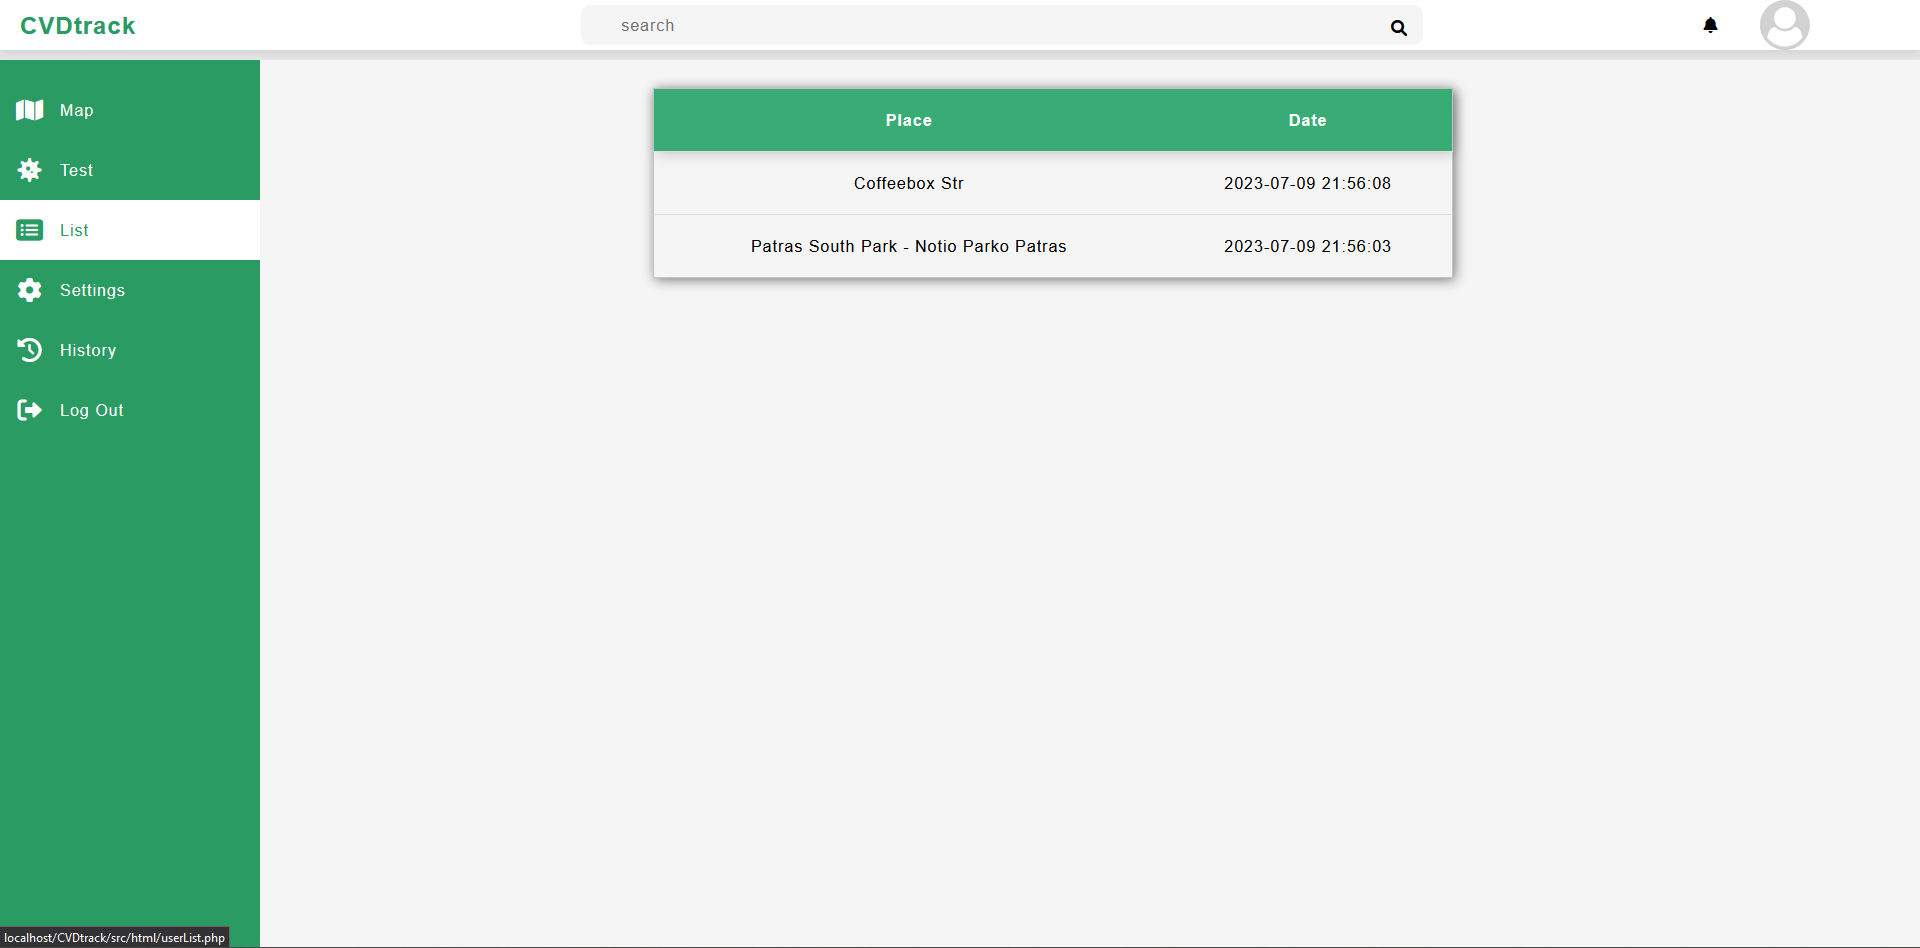 CVDtrack
search
Map
Test
List
Settings
History
Log Out
Place Date
Coffeebox Str 2023-07-09 21:56:08
Patras South Park - Notio Parko Patras 2023-07-09 21:56:03
localhost/CVDtrack/src/html/userList.php